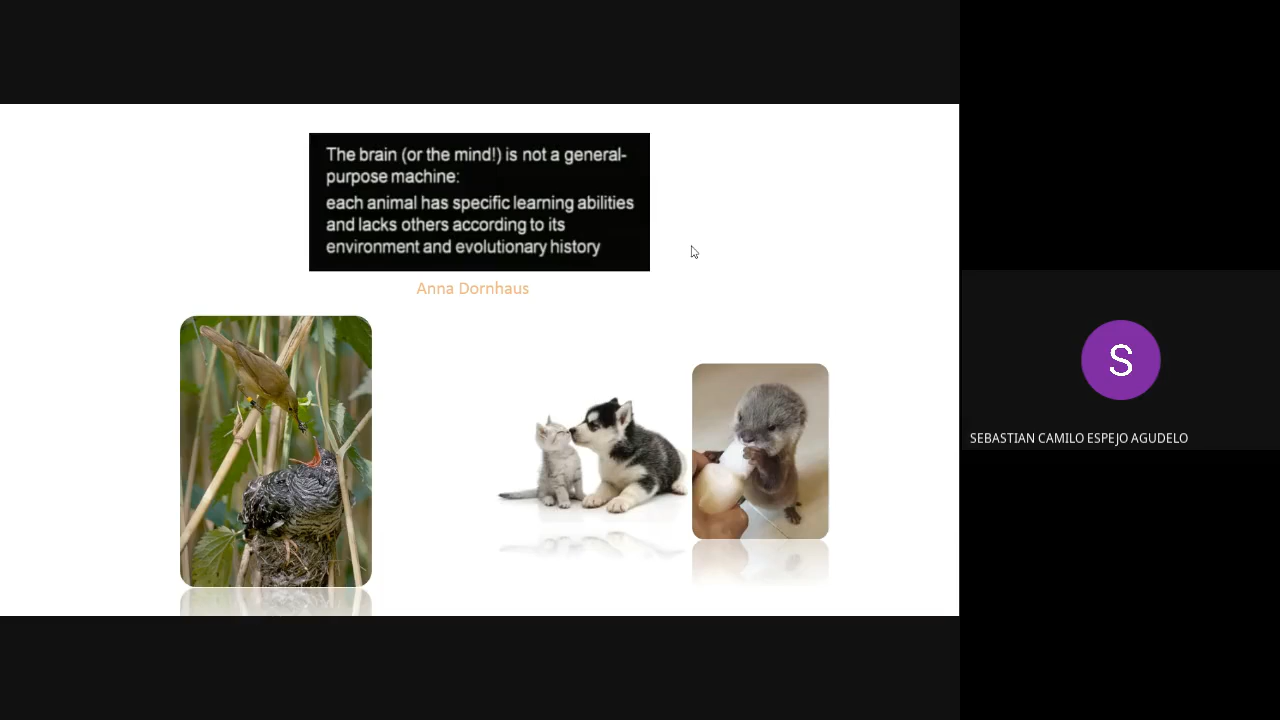 The brain (or the mind!) is not a general-
purpose machine:
each animal has specific learning abilities
and lacks others according to its
environment and evolutionary history
Anna Dornhaus
S
SEBASTIAN CAMILO ESPEJO AGUDELO